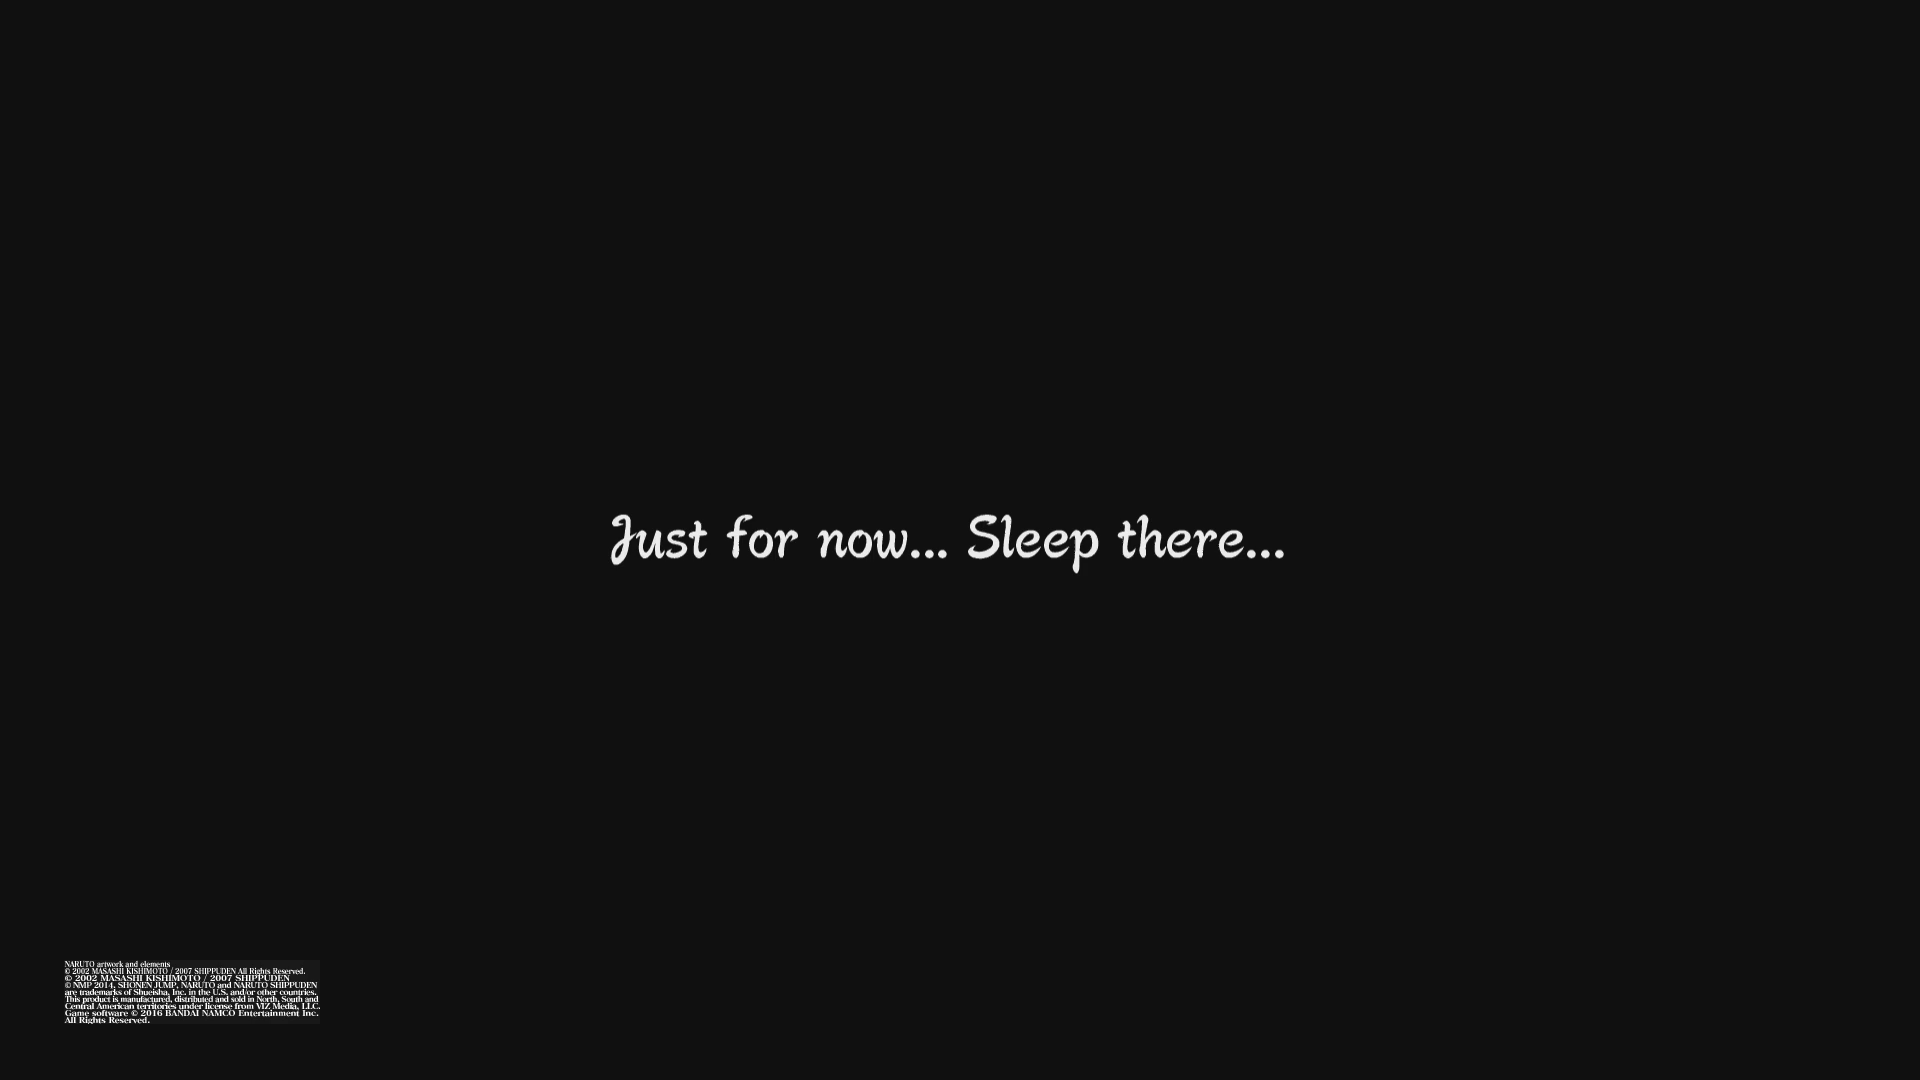 Just for now... Sleep there...
NARUTO artwork and elements
© 2002 MASASHI KISHIMOTO / 2007 SHIPPUDEN All Rights Reserved.
© 2002 MASASHI KISHIMOTO / 2007 SHIPPUDEN
© NMP 2014, SHONEN JUMP, NARUTO and NARUTO SHIPPUDEN
are trademarks of Shueisha, Inc. in the U.S. and/or other countries.
This product is manufactured, distributed and sold in North, South and
Central American territories under license from VIZ Media, LLC.
Game software © 2016 BANDAI NAMCO Entertainment Inc.
All Rights Reserved.